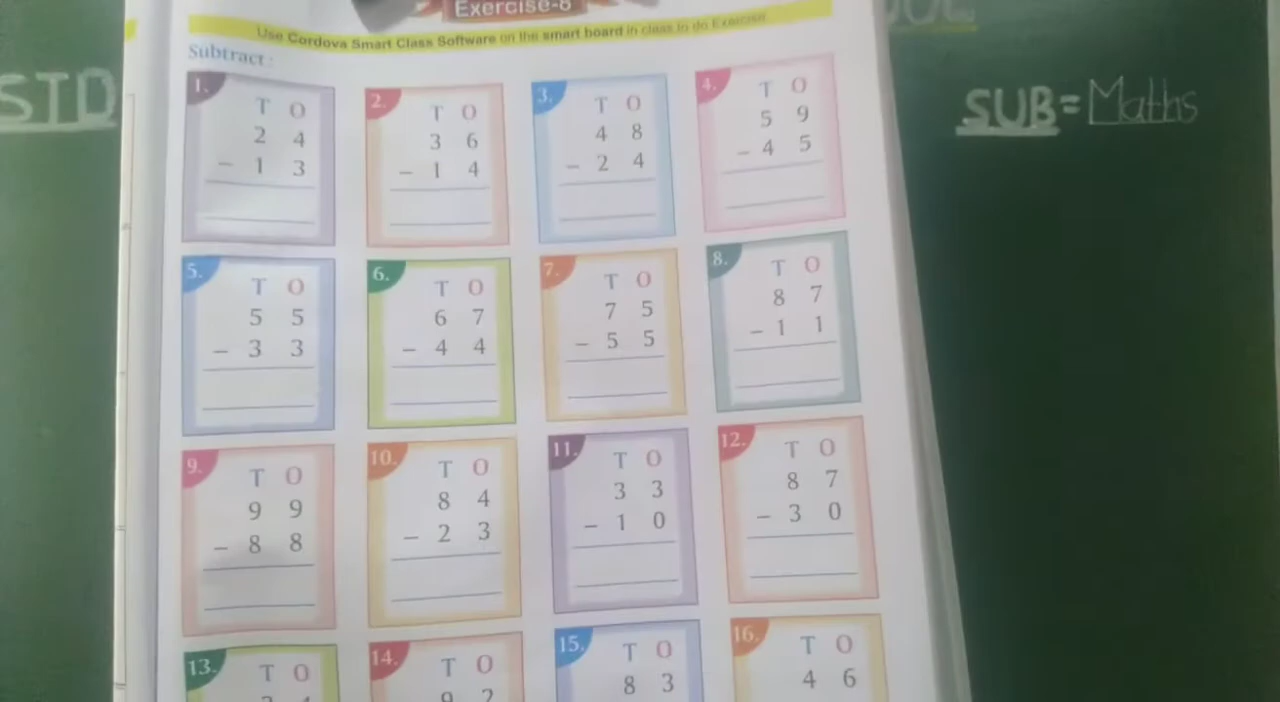 Exercise-8
Use Cordova Smart Class Software on the smart board in class to do Exercise
STD
SUB = Maths
Subtract :
1.
T O
2 4
- 1 3
2.
T O
3 6
- 1 4
3.
T O
4 8
- 2 4
4.
T O
5 9
- 4 5
5.
T O
5 5
- 3 3
6.
T O
6 7
- 4 4
7.
T O
7 5
- 5 5
8.
T O
8 7
- 1 1
9.
T O
9 9
- 8 8
10.
T O
8 4
- 2 3
11.
T O
3 3
- 1 0
12.
T O
8 7
- 3 0
13.
T O
14.
T O
9 2
15.
T O
8 3
16.
T O
4 6